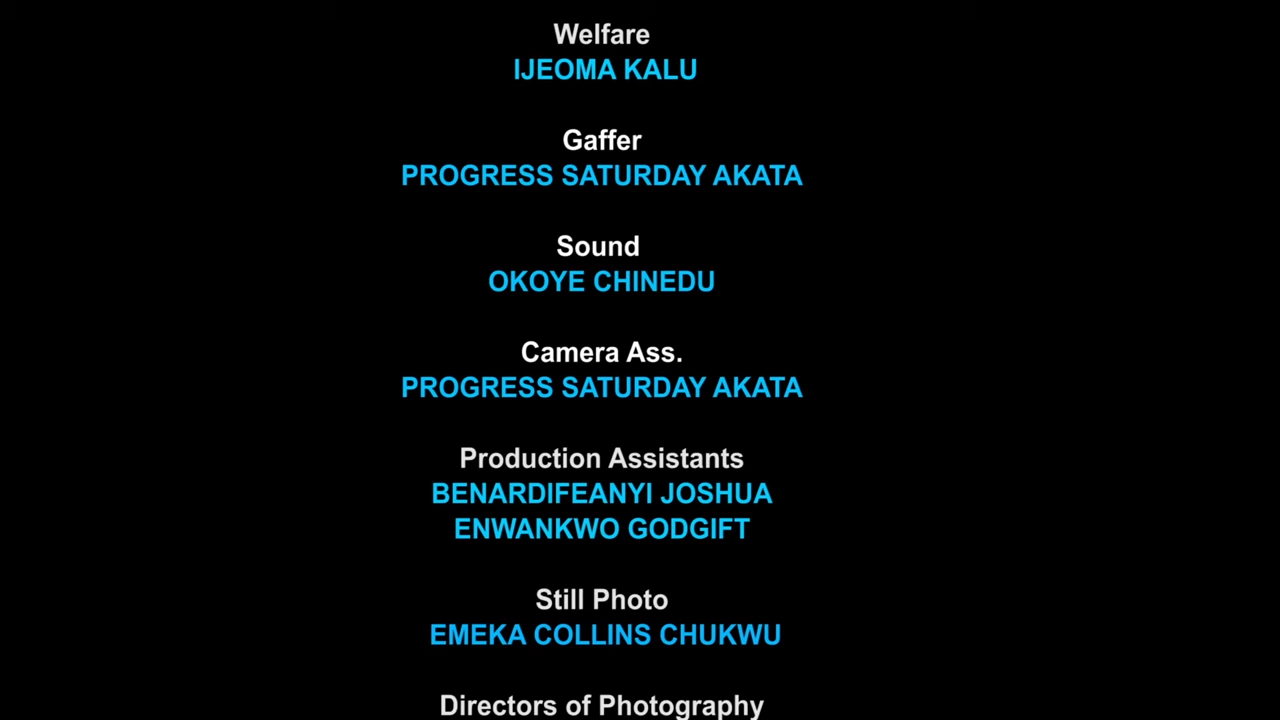 Welfare
IJEOMA KALU
Gaffer
PROGRESS SATURDAY AKATA
Sound
OKOYE CHINEDU
Camera Ass.
PROGRESS SATURDAY AKATA
Production Assistants
BENARDIFEANYI JOSHUA
ENWANKWO GODGIFT
Still Photo
EMEKA COLLINS CHUKWU
Directors of Photography